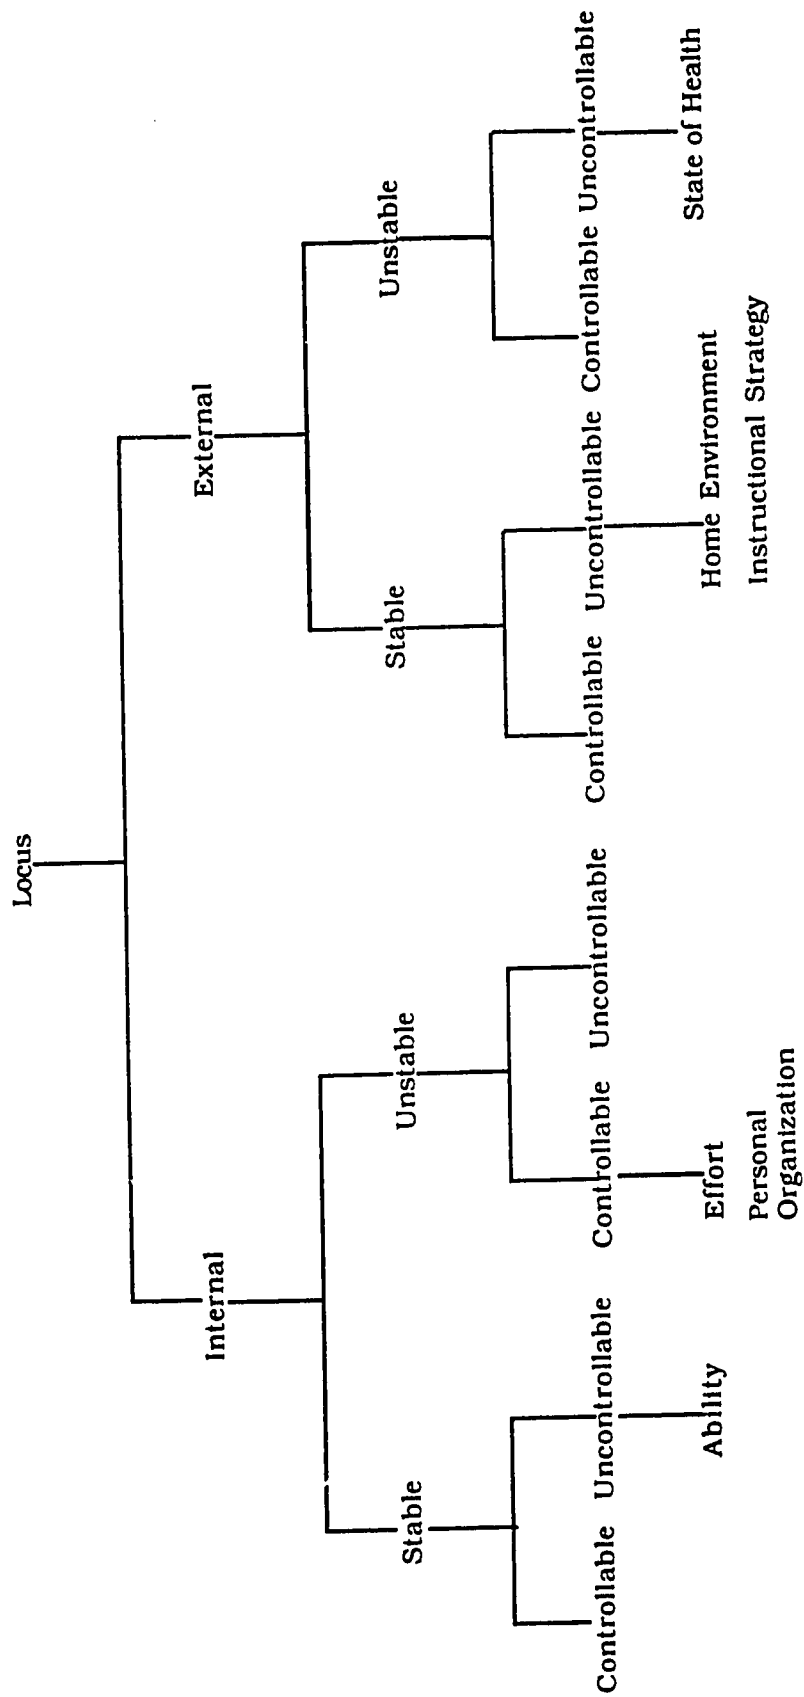 Locus
Internal
External
Stable
Unstable
Stable
Unstable
Controllable
Uncontrollable
Controllable
Uncontrollable
Controllable
Uncontrollable
Controllable
Uncontrollable
Ability
Effort
Personal
Organization
Home Environment
Instructional Strategy
State of Health